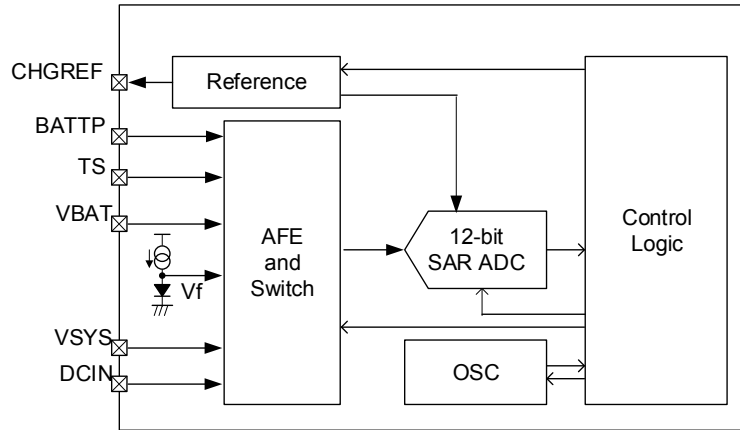 CHGREF
Reference
BATTP
TS
VBAT
AFE
and
Switch
Vf
12-bit
SAR ADC
Control
Logic
VSYS
DCIN
OSC